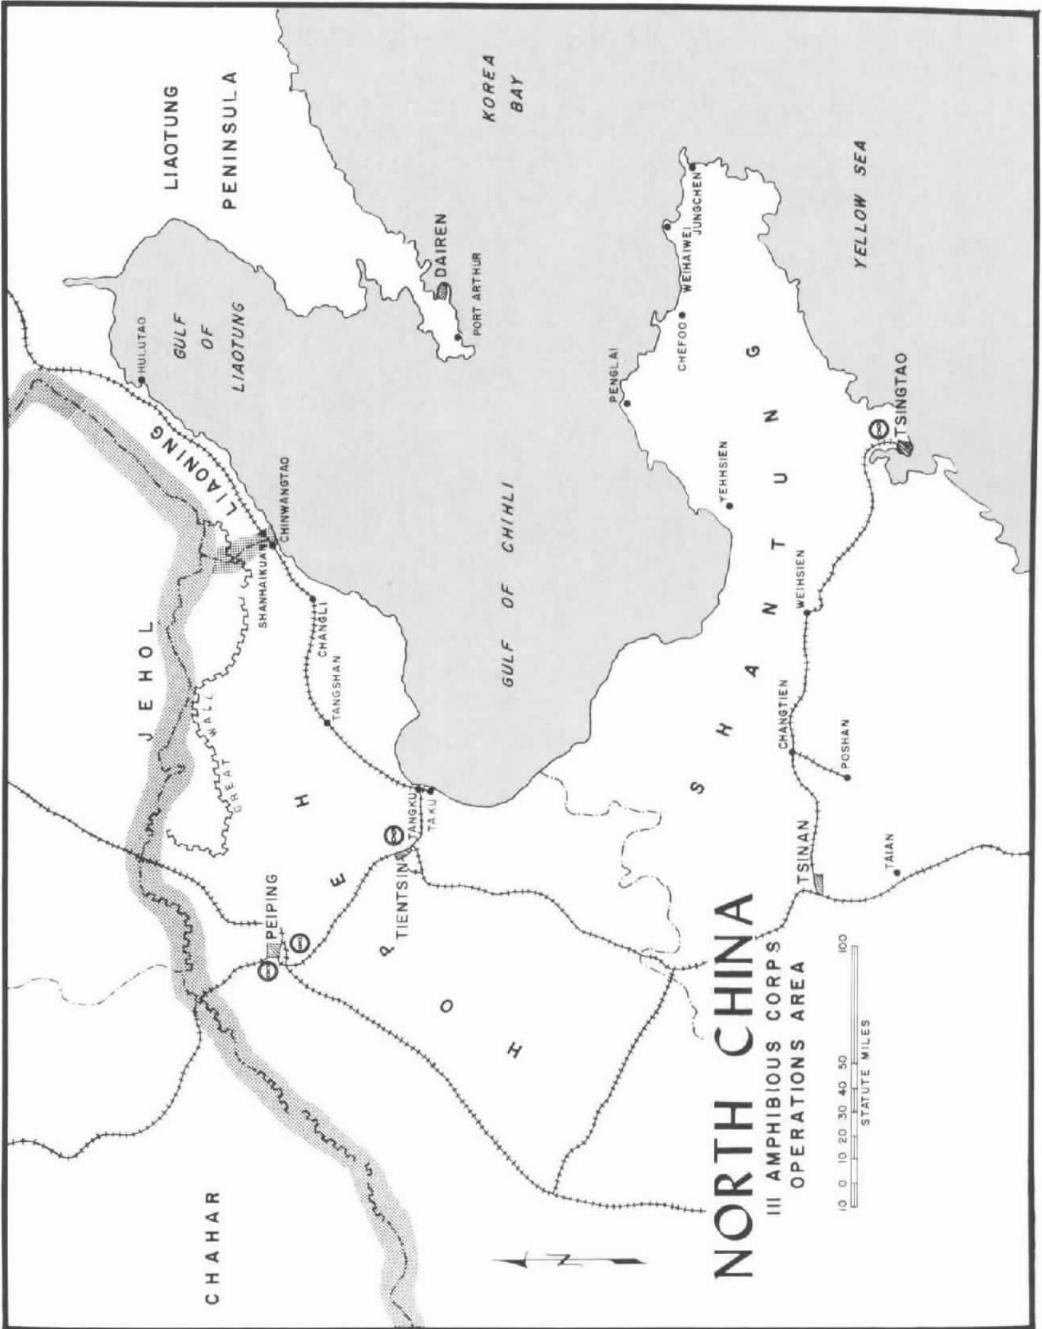 CHAHAR
JEHOL
LIAOTUNG
PENINSULA
LIAONING
HULUTAO
GULF
OF
LIAOTUNG
KOREA
BAY
DAIREN
PORT ARTHUR
SHANHAIKUAN
CHINWANGTAO
GREAT WALL
CHANGLI
TANGSHAN
PEIPING
HOPEH
TIENTSIN
TANGKU
TAKU
GULF OF CHIHLI
PENGLAI
CHEFOO
WEIHAIWEI
JUNGCHEN
YEHHSIEN
SHANTUNG
YELLOW SEA
TSINGTAO
WEIHSIEN
CHANGTIEN
POSHAN
TSINAN
TAIAN
N
NORTH CHINA
III AMPHIBIOUS CORPS
OPERATIONS AREA
10 0 10 20 30 40 50 100
STATUTE MILES